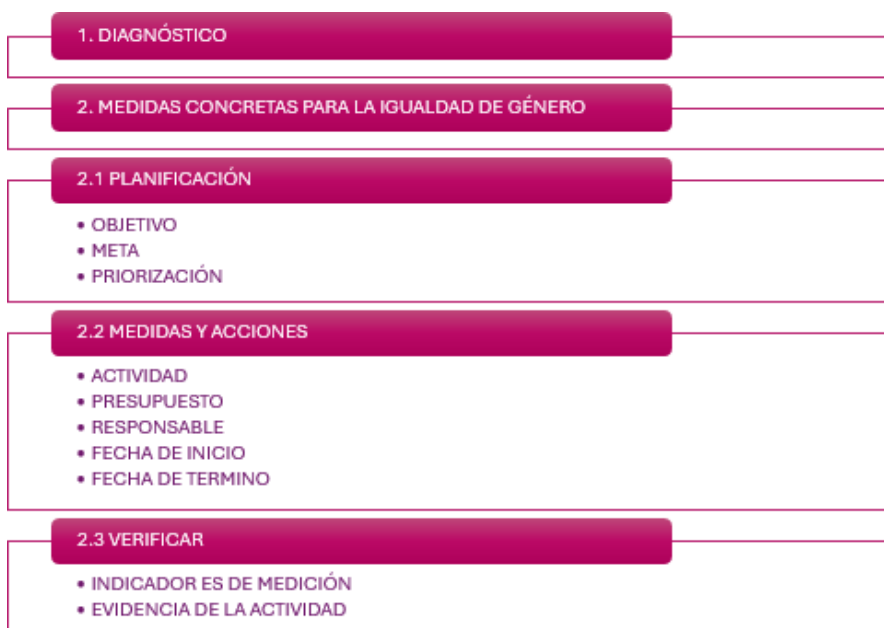 1. DIAGNÓSTICO
2. MEDIDAS CONCRETAS PARA LA IGUALDAD DE GÉNERO
2.1 PLANIFICACIÓN
• OBJETIVO
• META
• PRIORIZACIÓN
2.2 MEDIDAS Y ACCIONES
• ACTIVIDAD
• PRESUPUESTO
• RESPONSABLE
• FECHA DE INICIO
• FECHA DE TERMINO
2.3 VERIFICAR
• INDICADOR ES DE MEDICIÓN
• EVIDENCIA DE LA ACTIVIDAD